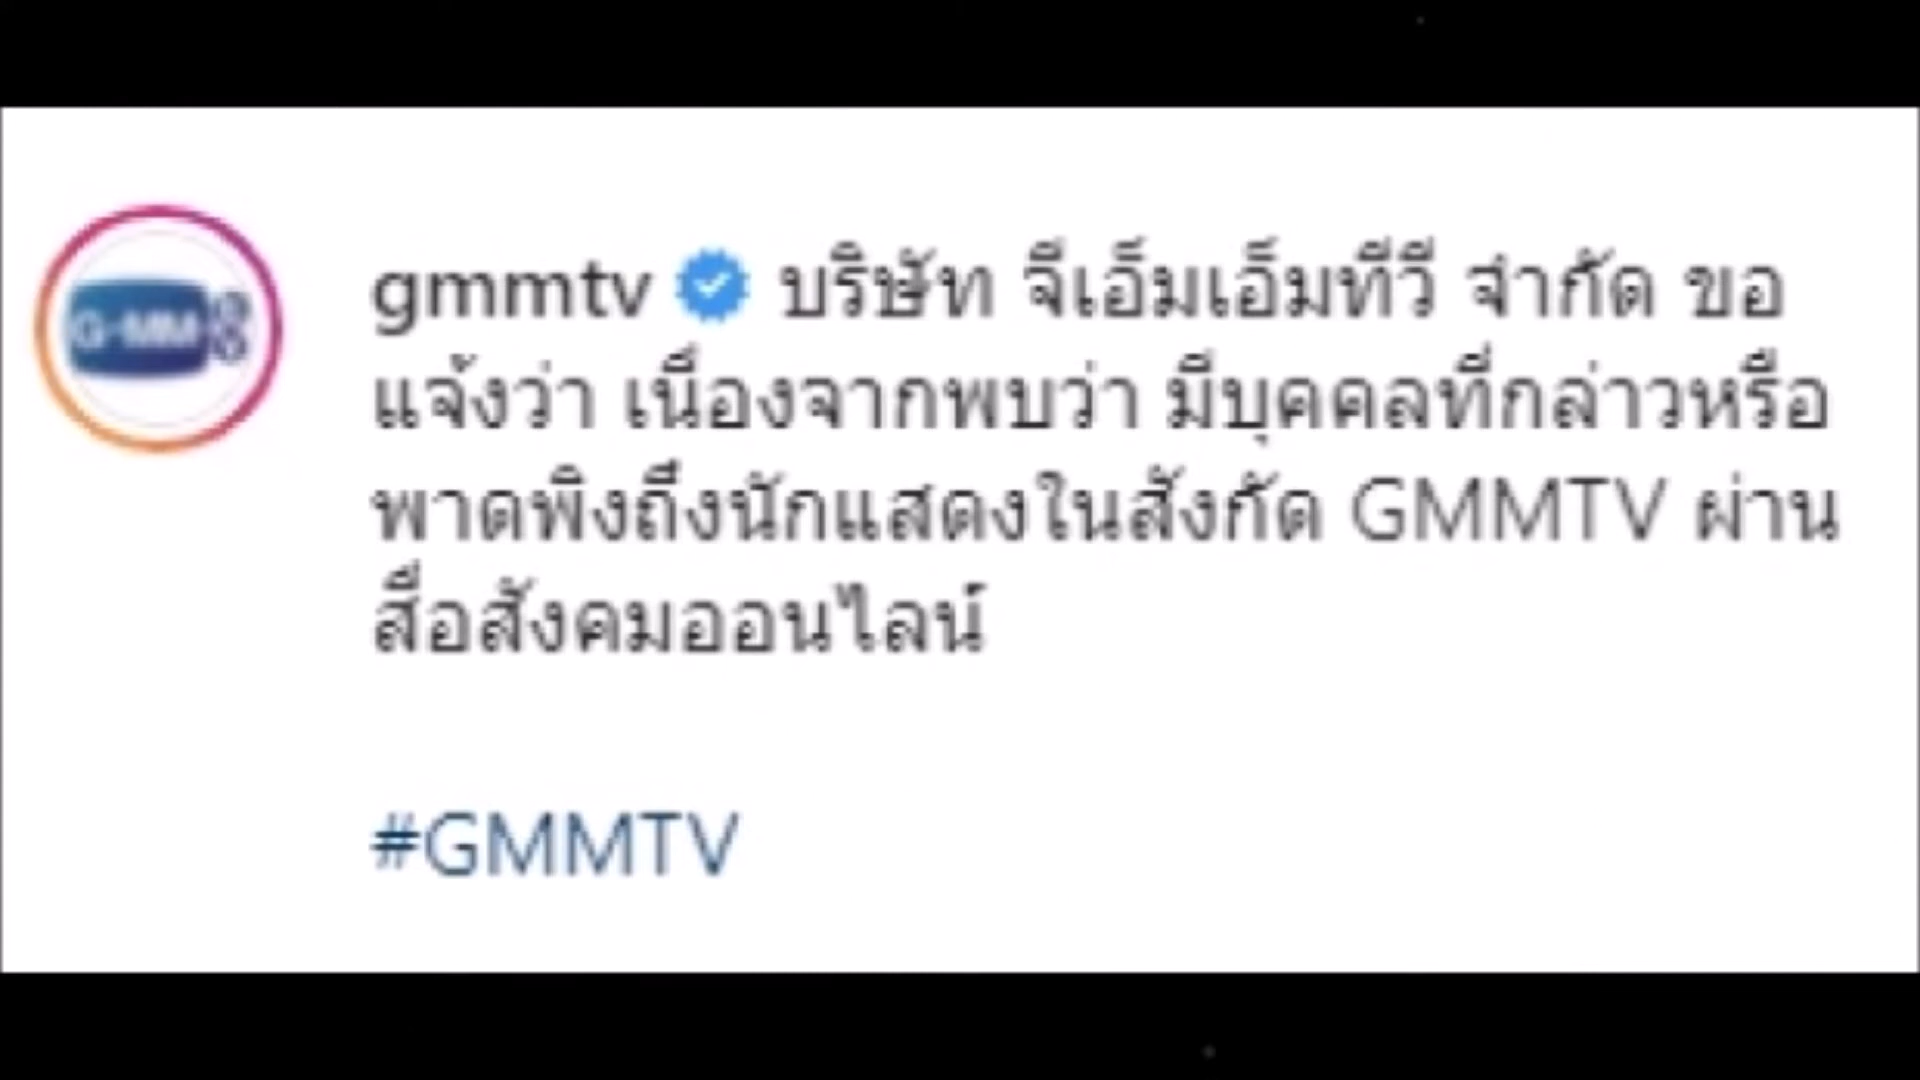 G-MM
gmmtv บริษัท จีเอ็มเอ็มทีวี จำกัด ขอ
แจ้งว่า เนื่องจากพบว่า มีบุคคลที่กล่าวหรือ
พาดพิงถึงนักแสดงในสังกัด GMMTV ผ่าน
สื่อสังคมออนไลน์
#GMMTV